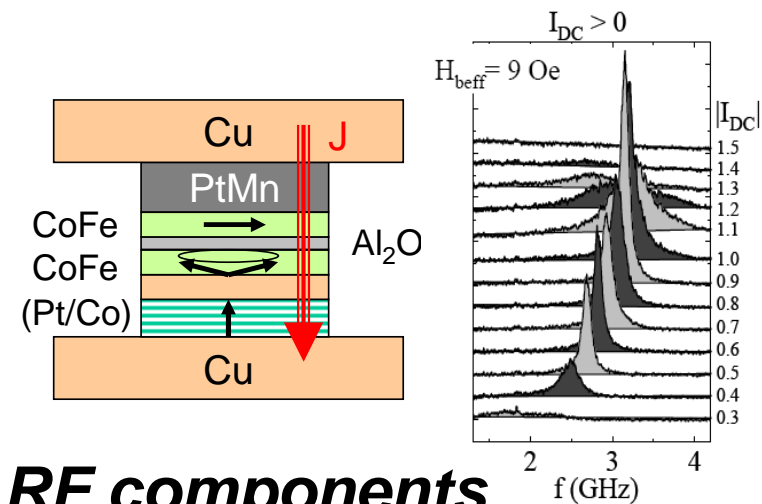 Cu
J
PtMn
CoFe
CoFe
Al₂O
(Pt/Co)
Cu
I_DC > 0
H_beff = 9 Oe
|I_DC|
1.5
1.4
1.3
1.2
1.1
1.0
0.9
0.8
0.7
0.6
0.5
0.4
0.3
2 3 4
f (GHz)
RF components